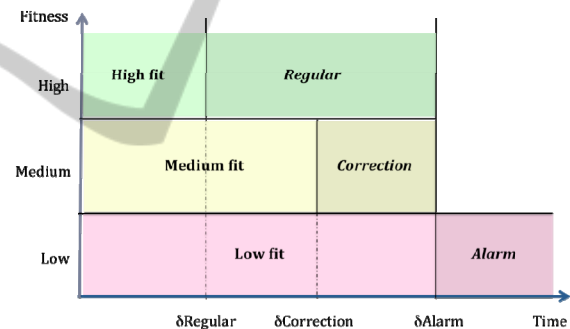 Fitness
High fit Regular
High
Medium fit Correction
Medium
Low fit Alarm
Low
δRegular δCorrection δAlarm Time